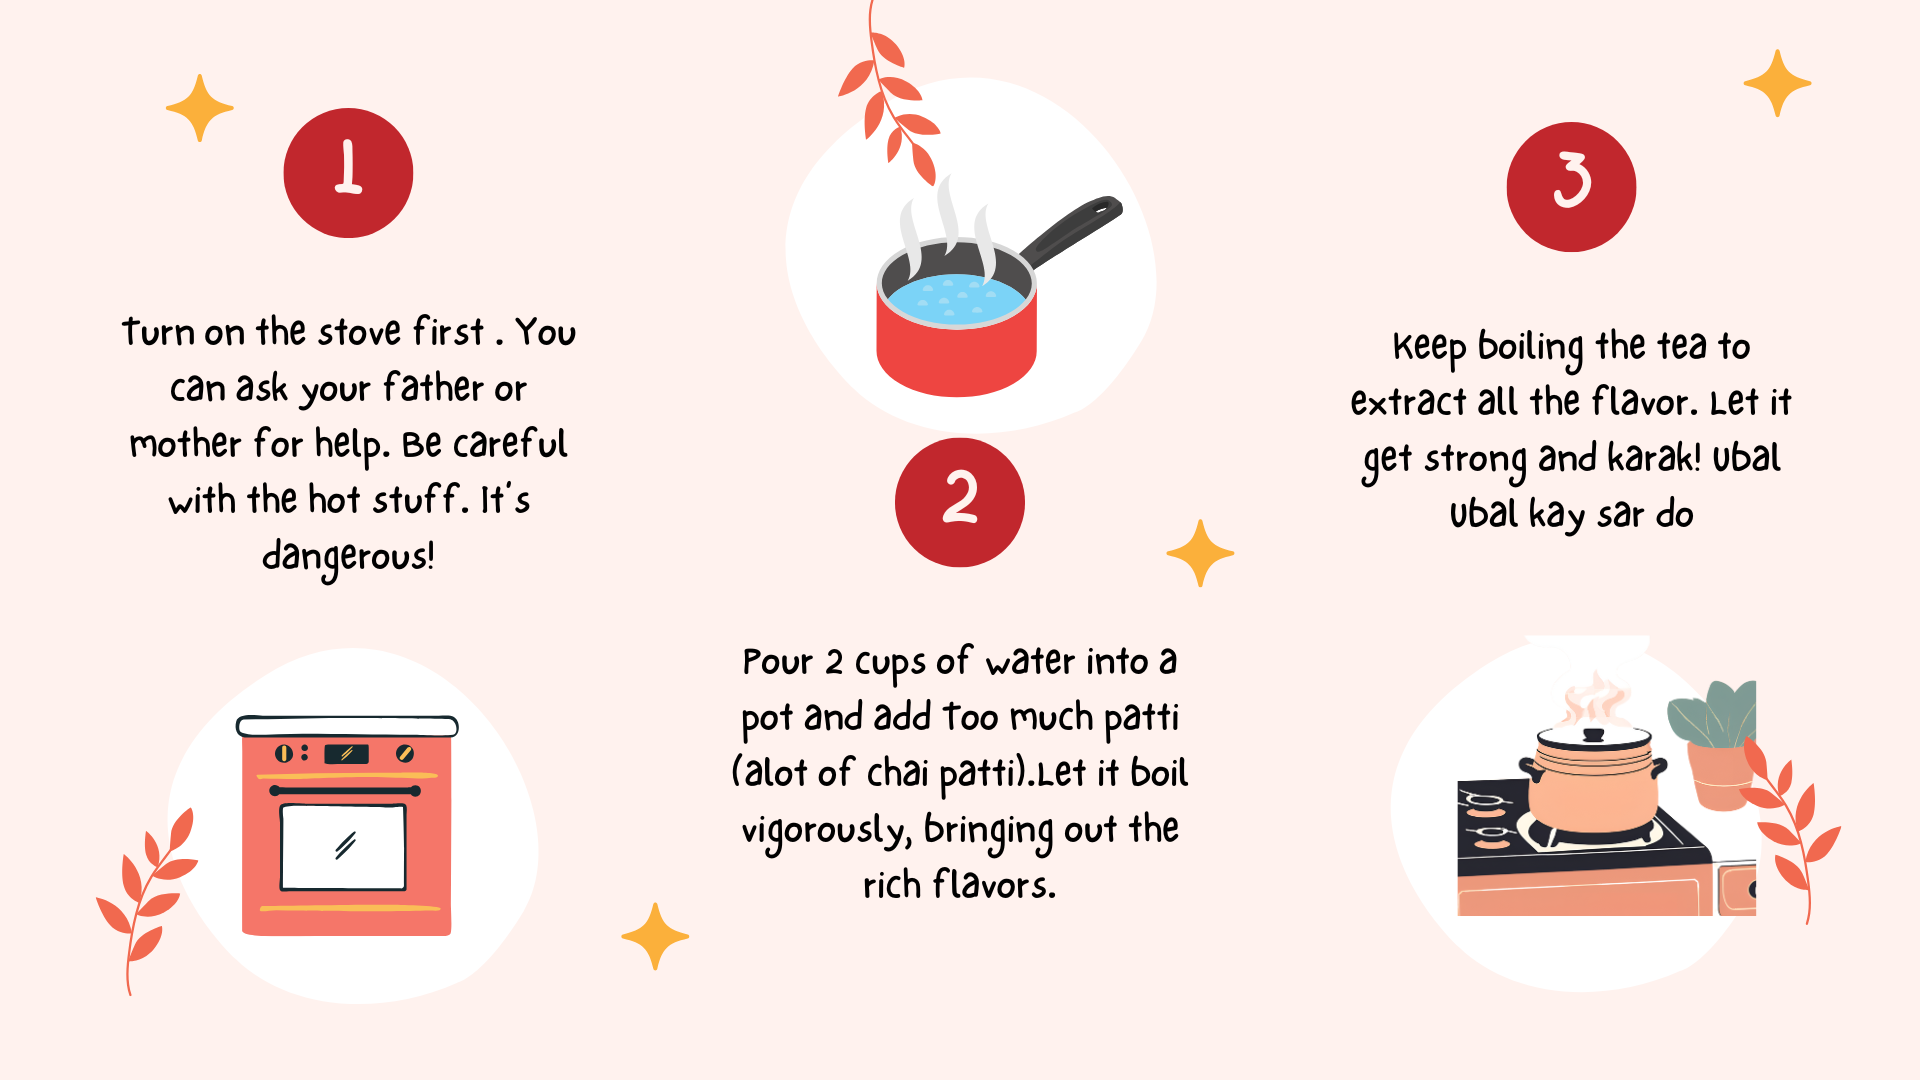 1
Turn on the stove first . You
can ask your father or
mother for help. Be careful
with the hot stuff. It's
dangerous!
2
Pour 2 cups of water into a
pot and add Too much patti
(alot of chai patti).Let it boil
vigorously, bringing out the
rich flavors.
3
Keep boiling the tea to
extract all the flavor. Let it
get strong and karak! Ubal
Ubal kay sar do